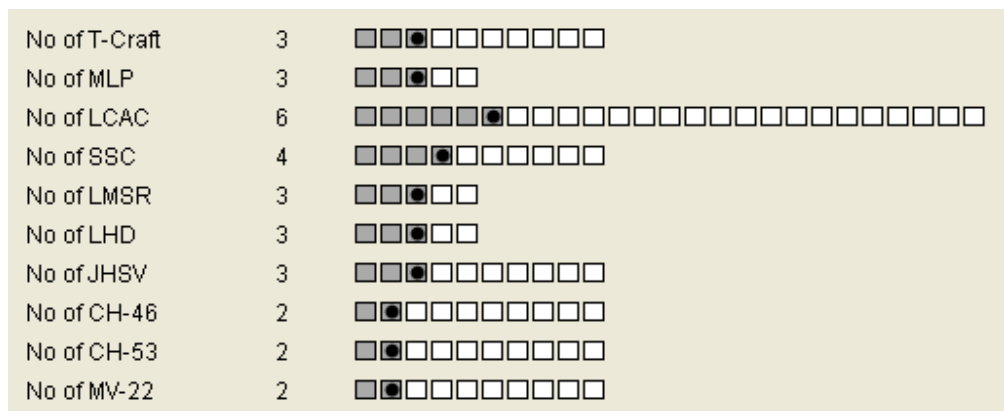 No of T-Craft 3
No of MLP 3
No of LCAC 6
No of SSC 4
No of LMSR 3
No of LHD 3
No of JHSV 3
No of CH-46 2
No of CH-53 2
No of MV-22 2